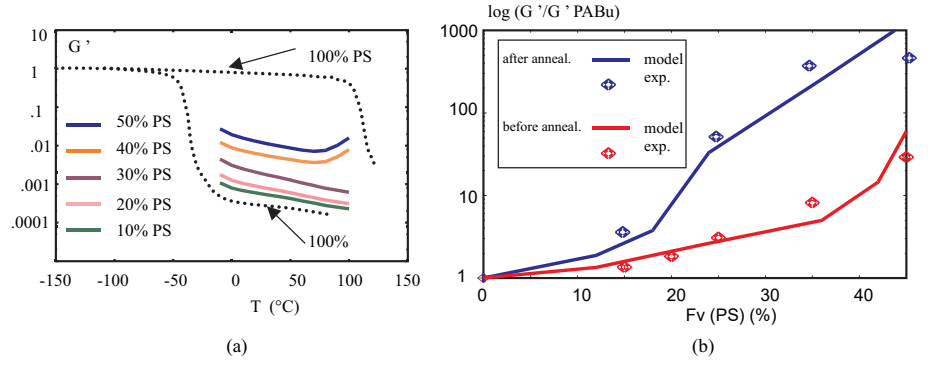 G '
10
1
.1
.01
.001
.0001
100% PS
50% PS
40% PS
30% PS
20% PS
10% PS
100%
-150 -100 -50 0 50 100 150
T (°C)
(a)
log (G '/G ' PABu)
1000
100
10
1
after anneal. model
exp.
before anneal. model
exp.
0 10 20 30 40
Fv (PS) (%)
(b)